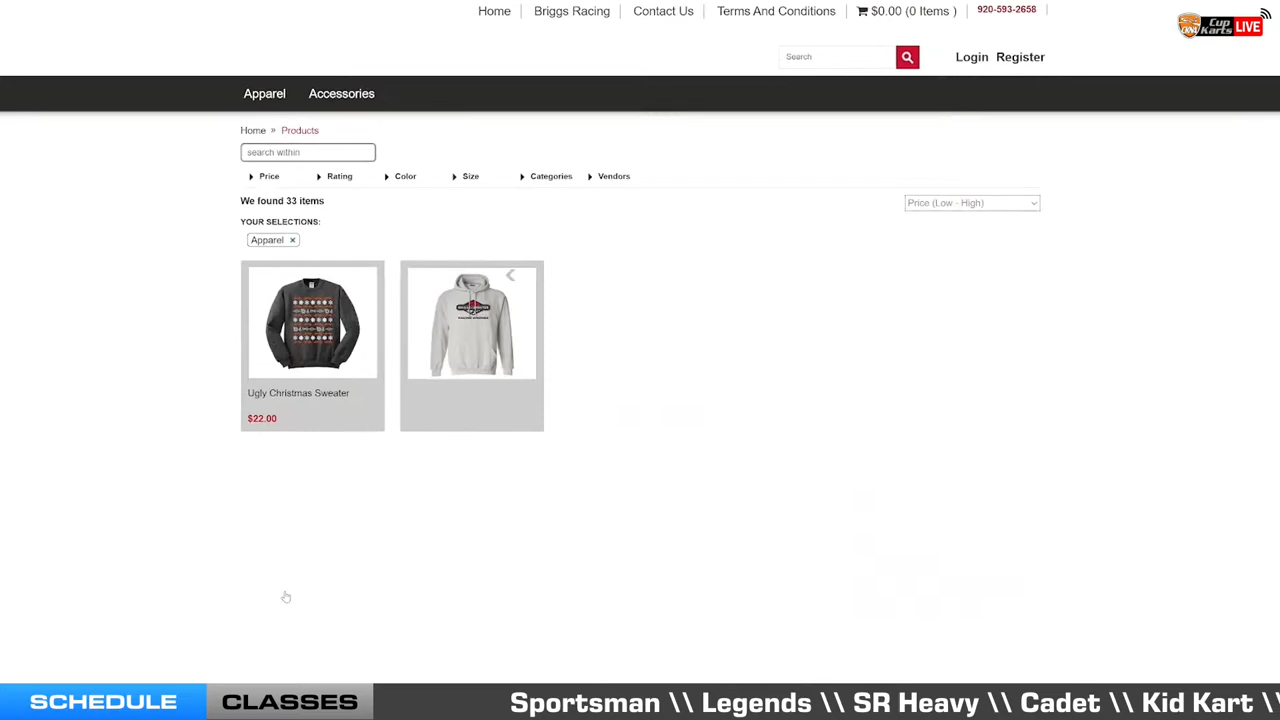 Home Briggs Racing Contact Us Terms And Conditions $0.00 (0 Items ) 920-593-2658
CKNA Cup Karts LIVE
Search
Login Register
Apparel Accessories
Home » Products
search within
Price Rating Color Size Categories Vendors
We found 33 items
Price (Low - High)
YOUR SELECTIONS:
Apparel ×
Ugly Christmas Sweater
$22.00
SCHEDULE CLASSES Sportsman \\ Legends \\ SR Heavy \\ Cadet \\ Kid Kart \\